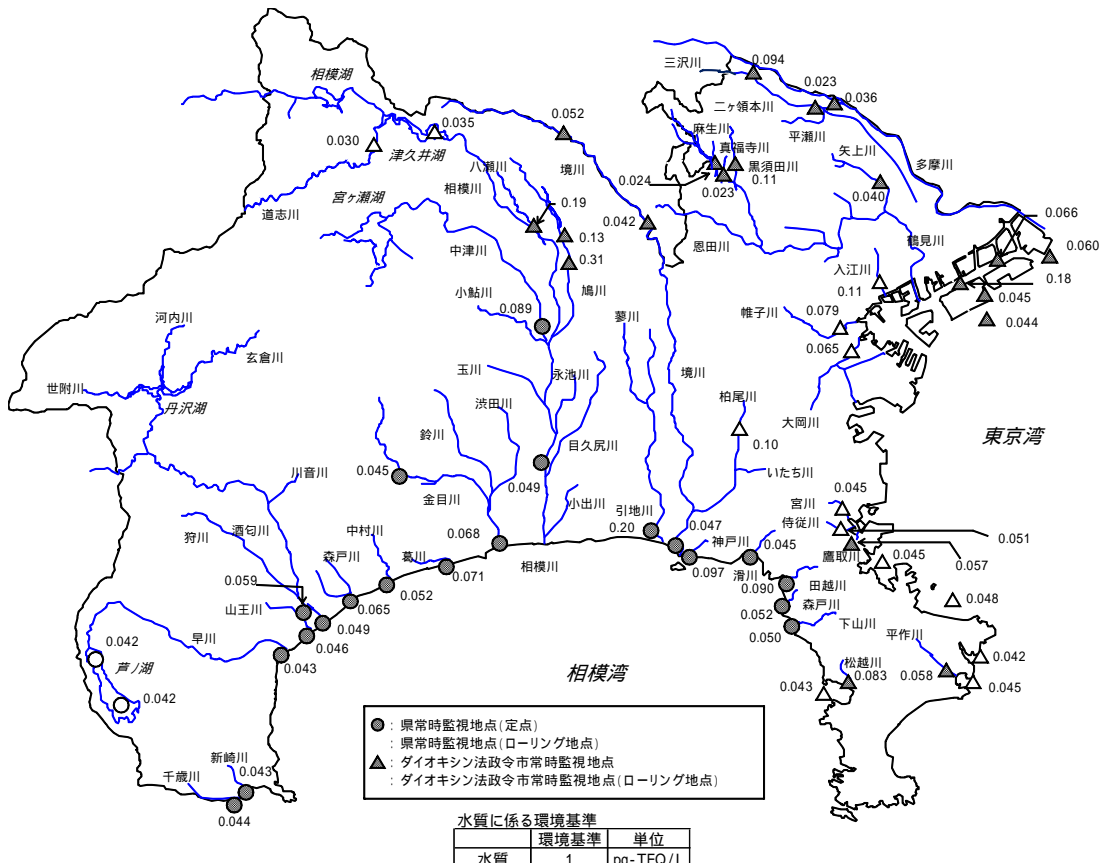 三沢川
0.094
相模湖
0.023
0.036
二ヶ領本川
0.052
0.035
麻生川
平瀬川
0.030
津久井湖
真福寺川
矢上川
多摩川
八瀬川
境川
黒須田川
0.024
0.023
0.11
宮ヶ瀬湖
相模川
0.19
0.040
道志川
0.042
0.066
中津川
0.13
恩田川
鶴見川
0.060
0.31
入江川
0.18
小鮎川
鳩川
0.11
0.045
0.089
河内川
蓼川
帷子川
0.079
0.044
玄倉川
0.065
玉川
永池川
境川
世附川
丹沢湖
渋田川
柏尾川
大岡川
鈴川
目久尻川
0.10
東京湾
川音川
0.045
0.049
いたち川
0.045
金目川
小出川
宮川
酒匂川
中村川
引地川
0.047
侍従川
狩川
0.20
神戸川
0.051
森戸川
葛川
0.068
0.045
鷹取川
0.045
0.059
0.071
相模川
0.097
滑川
0.057
0.090
田越川
山王川
0.065
0.052
0.052
森戸川
0.048
早川
0.049
0.050
下山川
0.046
平作川
0.042
0.043
松越川
0.042
芦ノ湖
相模湾
0.083
0.058
0.045
0.042
0.043
: 県常時監視地点(定点)
: 県常時監視地点(ローリング地点)
: ダイオキシン法政令市常時監視地点
: ダイオキシン法政令市常時監視地点(ローリング地点)
新崎川
0.043
千歳川
0.044
水質に係る環境基準
環境基準 単位
水質 1 pg-TEQ/L